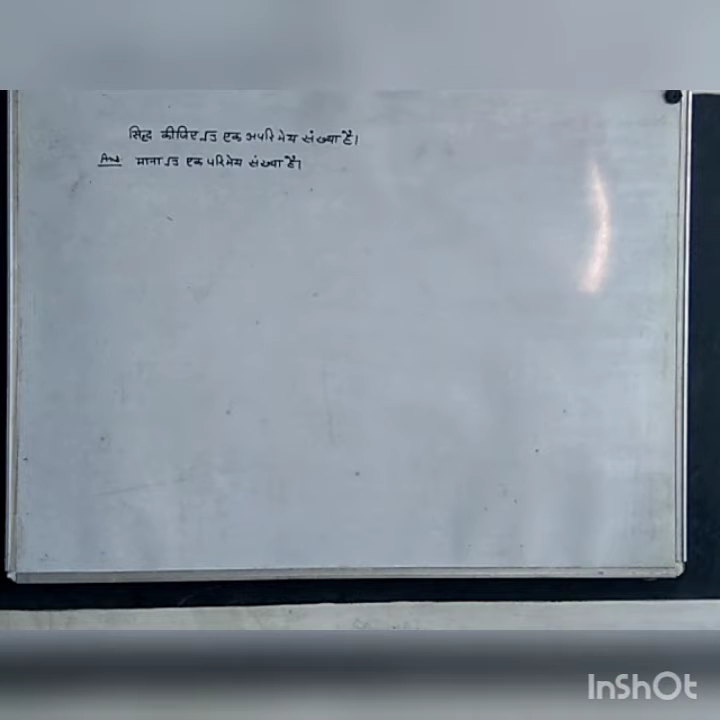 सिद्ध कीजिए √3 एक अपरिमेय संख्या है।
Ans माना √3 एक परिमेय संख्या है।
InShOt